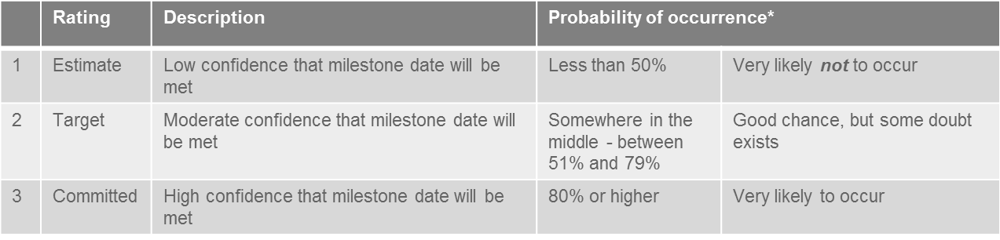 Rating Description Probability of occurrence*
1 Estimate Low confidence that milestone date will be Less than 50% Very likely not to occur
met
2 Target Moderate confidence that milestone date will Somewhere in the Good chance, but some doubt
be met middle - between exists
51% and 79%
3 Committed High confidence that milestone date will be 80% or higher Very likely to occur
met